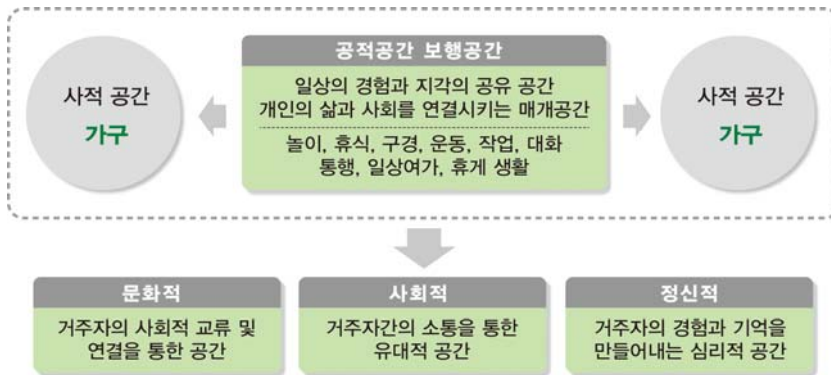 공적공간 보행공간
사적 공간
가구
일상의 경험과 지각의 공유 공간
개인의 삶과 사회를 연결시키는 매개공간
놀이, 휴식, 구경, 운동, 작업, 대화
통행, 일상여가, 휴게 생활
사적 공간
가구
문화적
거주자의 사회적 교류 및
연결을 통한 공간
사회적
거주자간의 소통을 통한
유대적 공간
정신적
거주자의 경험과 기억을
만들어내는 심리적 공간